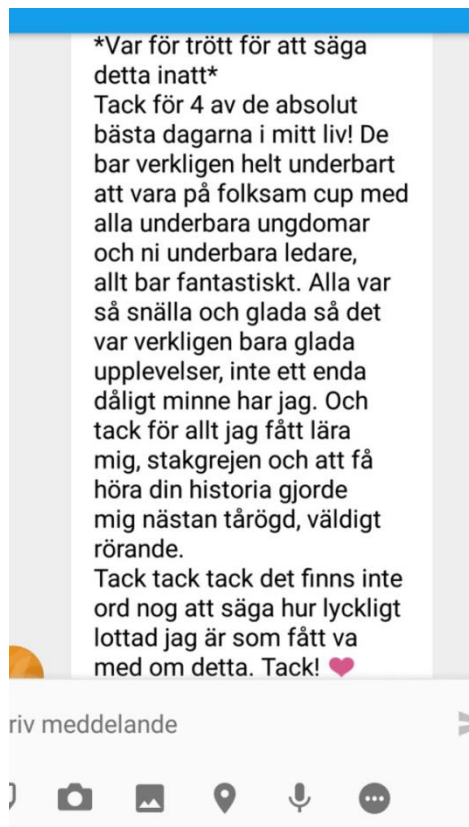 *Var för trött för att säga
detta inatt*
Tack för 4 av de absolut
bästa dagarna i mitt liv! De
bar verkligen helt underbart
att vara på folksam cup med
alla underbara ungdomar
och ni underbara ledare,
allt bar fantastiskt. Alla var
så snälla och glada så det
var verkligen bara glada
upplevelser, inte ett enda
dåligt minne har jag. Och
tack för allt jag fått lära
mig, stakgrejen och att få
höra din historia gjorde
mig nästan tårögd, väldigt
rörande.
Tack tack tack det finns inte
ord nog att säga hur lyckligt
lottad jag är som fått va
med om detta. Tack! ❤
riv meddelande